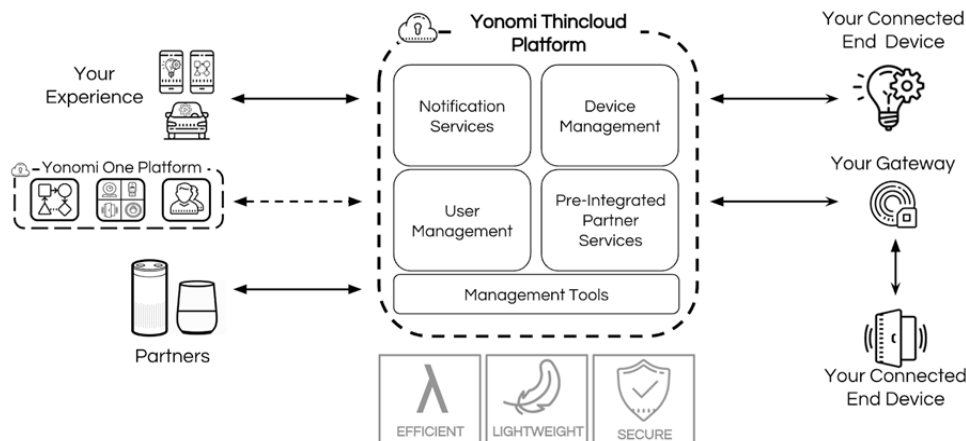 Yonomi Thincloud
Platform
Your
Experience
Yonomi One Platform
Partners
Notification
Services
Device
Management
User
Management
Pre-Integrated
Partner
Services
Management Tools
λ
EFFICIENT
LIGHTWEIGHT
SECURE
Your Connected
End Device
Your Gateway
Your Connected
End Device